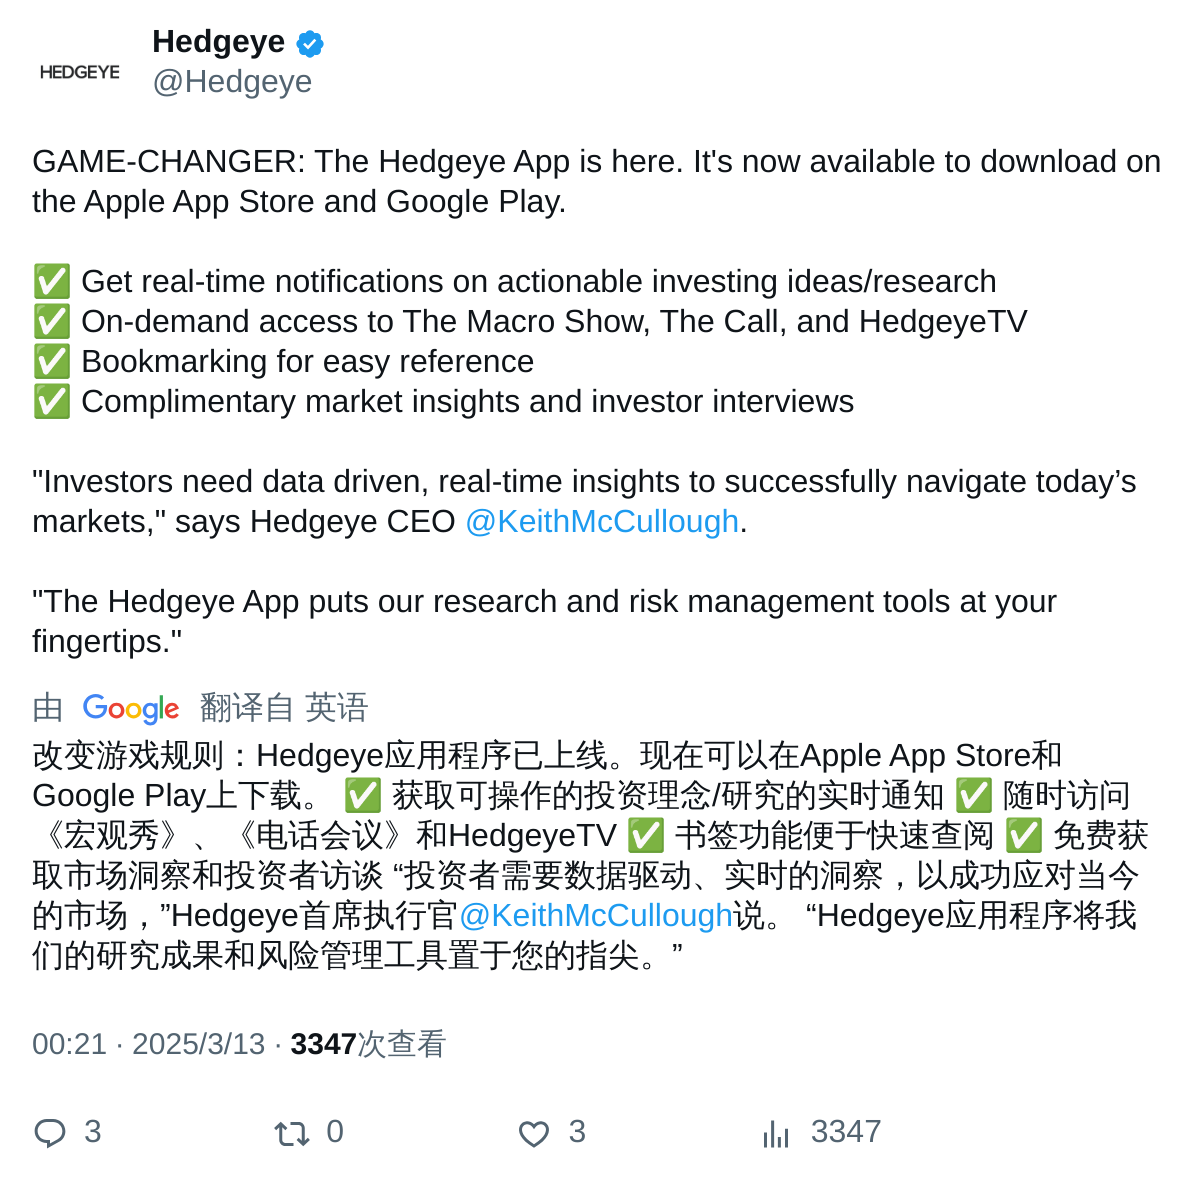 Hedgeye
HEDGEYE
@Hedgeye
GAME-CHANGER: The Hedgeye App is here. It's now available to download on
the Apple App Store and Google Play.
✅ Get real-time notifications on actionable investing ideas/research
✅ On-demand access to The Macro Show, The Call, and HedgeyeTV
✅ Bookmarking for easy reference
✅ Complimentary market insights and investor interviews
"Investors need data driven, real-time insights to successfully navigate today’s
markets," says Hedgeye CEO @KeithMcCullough.
"The Hedgeye App puts our research and risk management tools at your
fingertips."
由 Google 翻译自 英语
改变游戏规则：Hedgeye应用程序已上线。现在可以在Apple App Store和
Google Play上下载。 ✅ 获取可操作的投资理念/研究的实时通知 ✅ 随时访问
《宏观秀》、《电话会议》和HedgeyeTV ✅ 书签功能便于快速查阅 ✅ 免费获
取市场洞察和投资者访谈 “投资者需要数据驱动、实时的洞察，以成功应对当今
的市场，”Hedgeye首席执行官@KeithMcCullough说。 “Hedgeye应用程序将我
们的研究成果和风险管理工具置于您的指尖。”
00:21 · 2025/3/13 · 3347次查看
3 0 3 3347